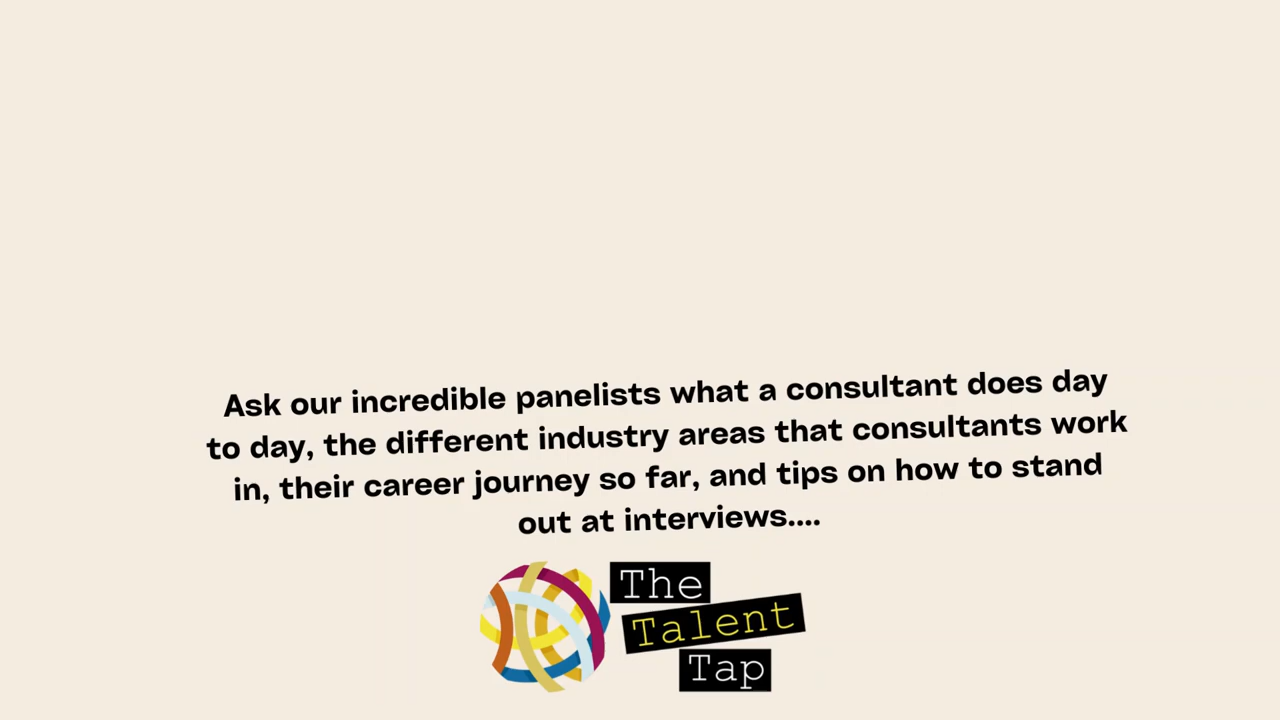 Ask our incredible panelists what a consultant does day
to day, the different industry areas that consultants work
in, their career journey so far, and tips on how to stand
out at interviews....
The
Talent
Tap